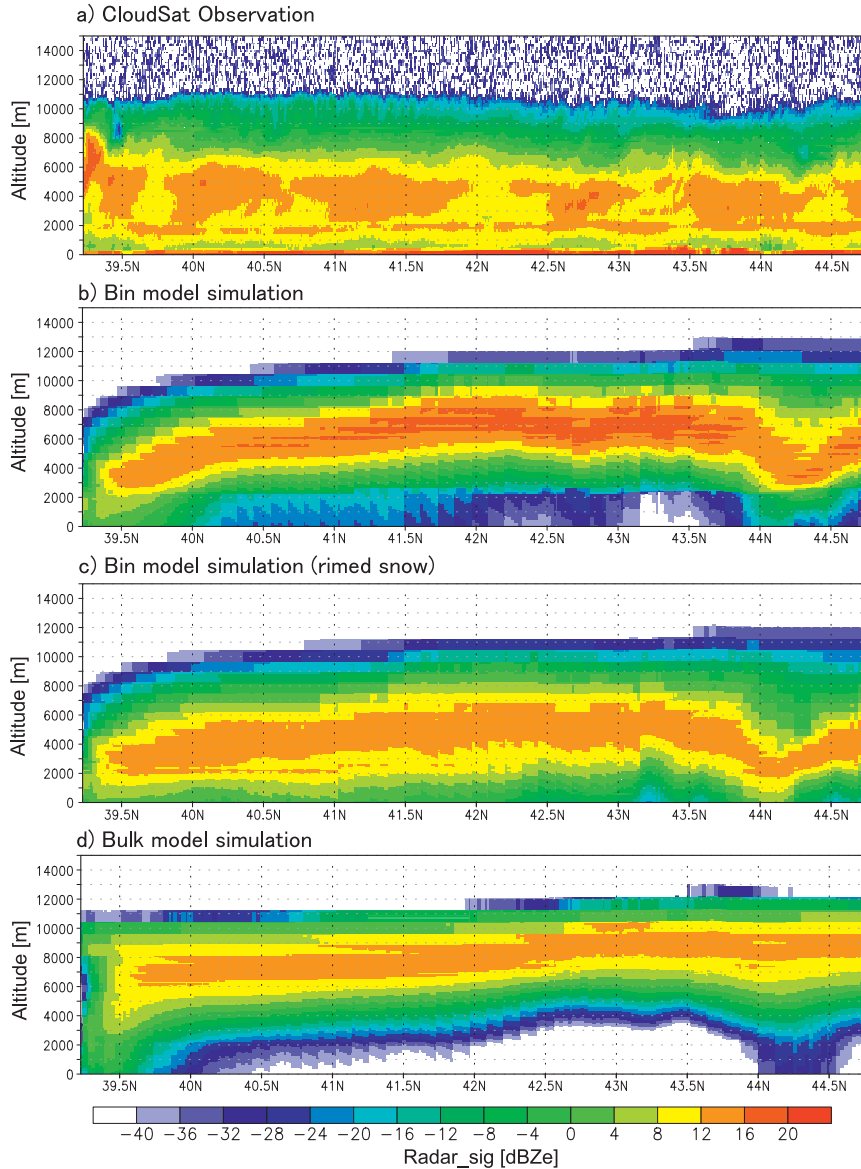 a) CloudSat Observation
Altitude [m]
14000
12000
10000
8000
6000
4000
2000
0
39.5N 40N 40.5N 41N 41.5N 42N 42.5N 43N 43.5N 44N 44.5N
b) Bin model simulation
Altitude [m]
14000
12000
10000
8000
6000
4000
2000
0
39.5N 40N 40.5N 41N 41.5N 42N 42.5N 43N 43.5N 44N 44.5N
c) Bin model simulation (rimed snow)
Altitude [m]
14000
12000
10000
8000
6000
4000
2000
0
39.5N 40N 40.5N 41N 41.5N 42N 42.5N 43N 43.5N 44N 44.5N
d) Bulk model simulation
Altitude [m]
14000
12000
10000
8000
6000
4000
2000
0
39.5N 40N 40.5N 41N 41.5N 42N 42.5N 43N 43.5N 44N 44.5N
−40 −36 −32 −28 −24 −20 −16 −12 −8 −4 0 4 8 12 16 20
Radar_sig [dBZe]